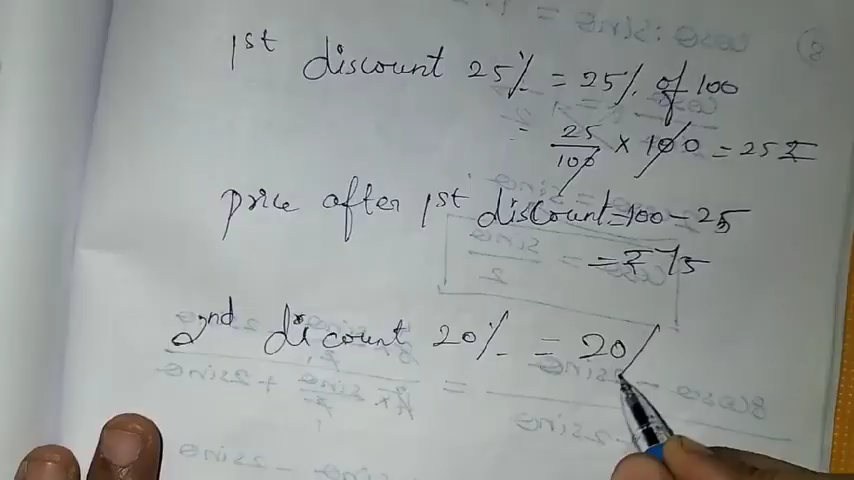 1st discount 25% = 25% of 100
= 25/100 × 100 = 25₹
price after 1st discount = 100 - 25
= ₹75
2nd dicount 20% = 20/